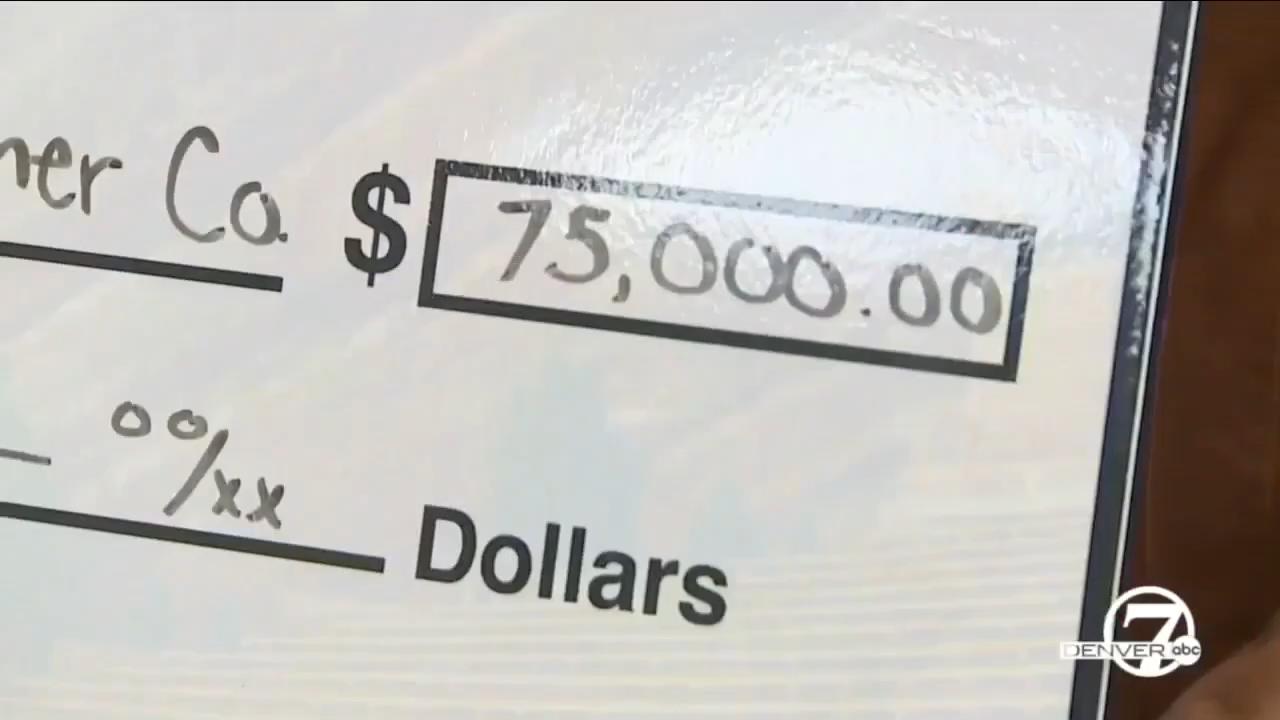 ner Co. $ 75,000.00
00/xx Dollars
DENVER 7 abc